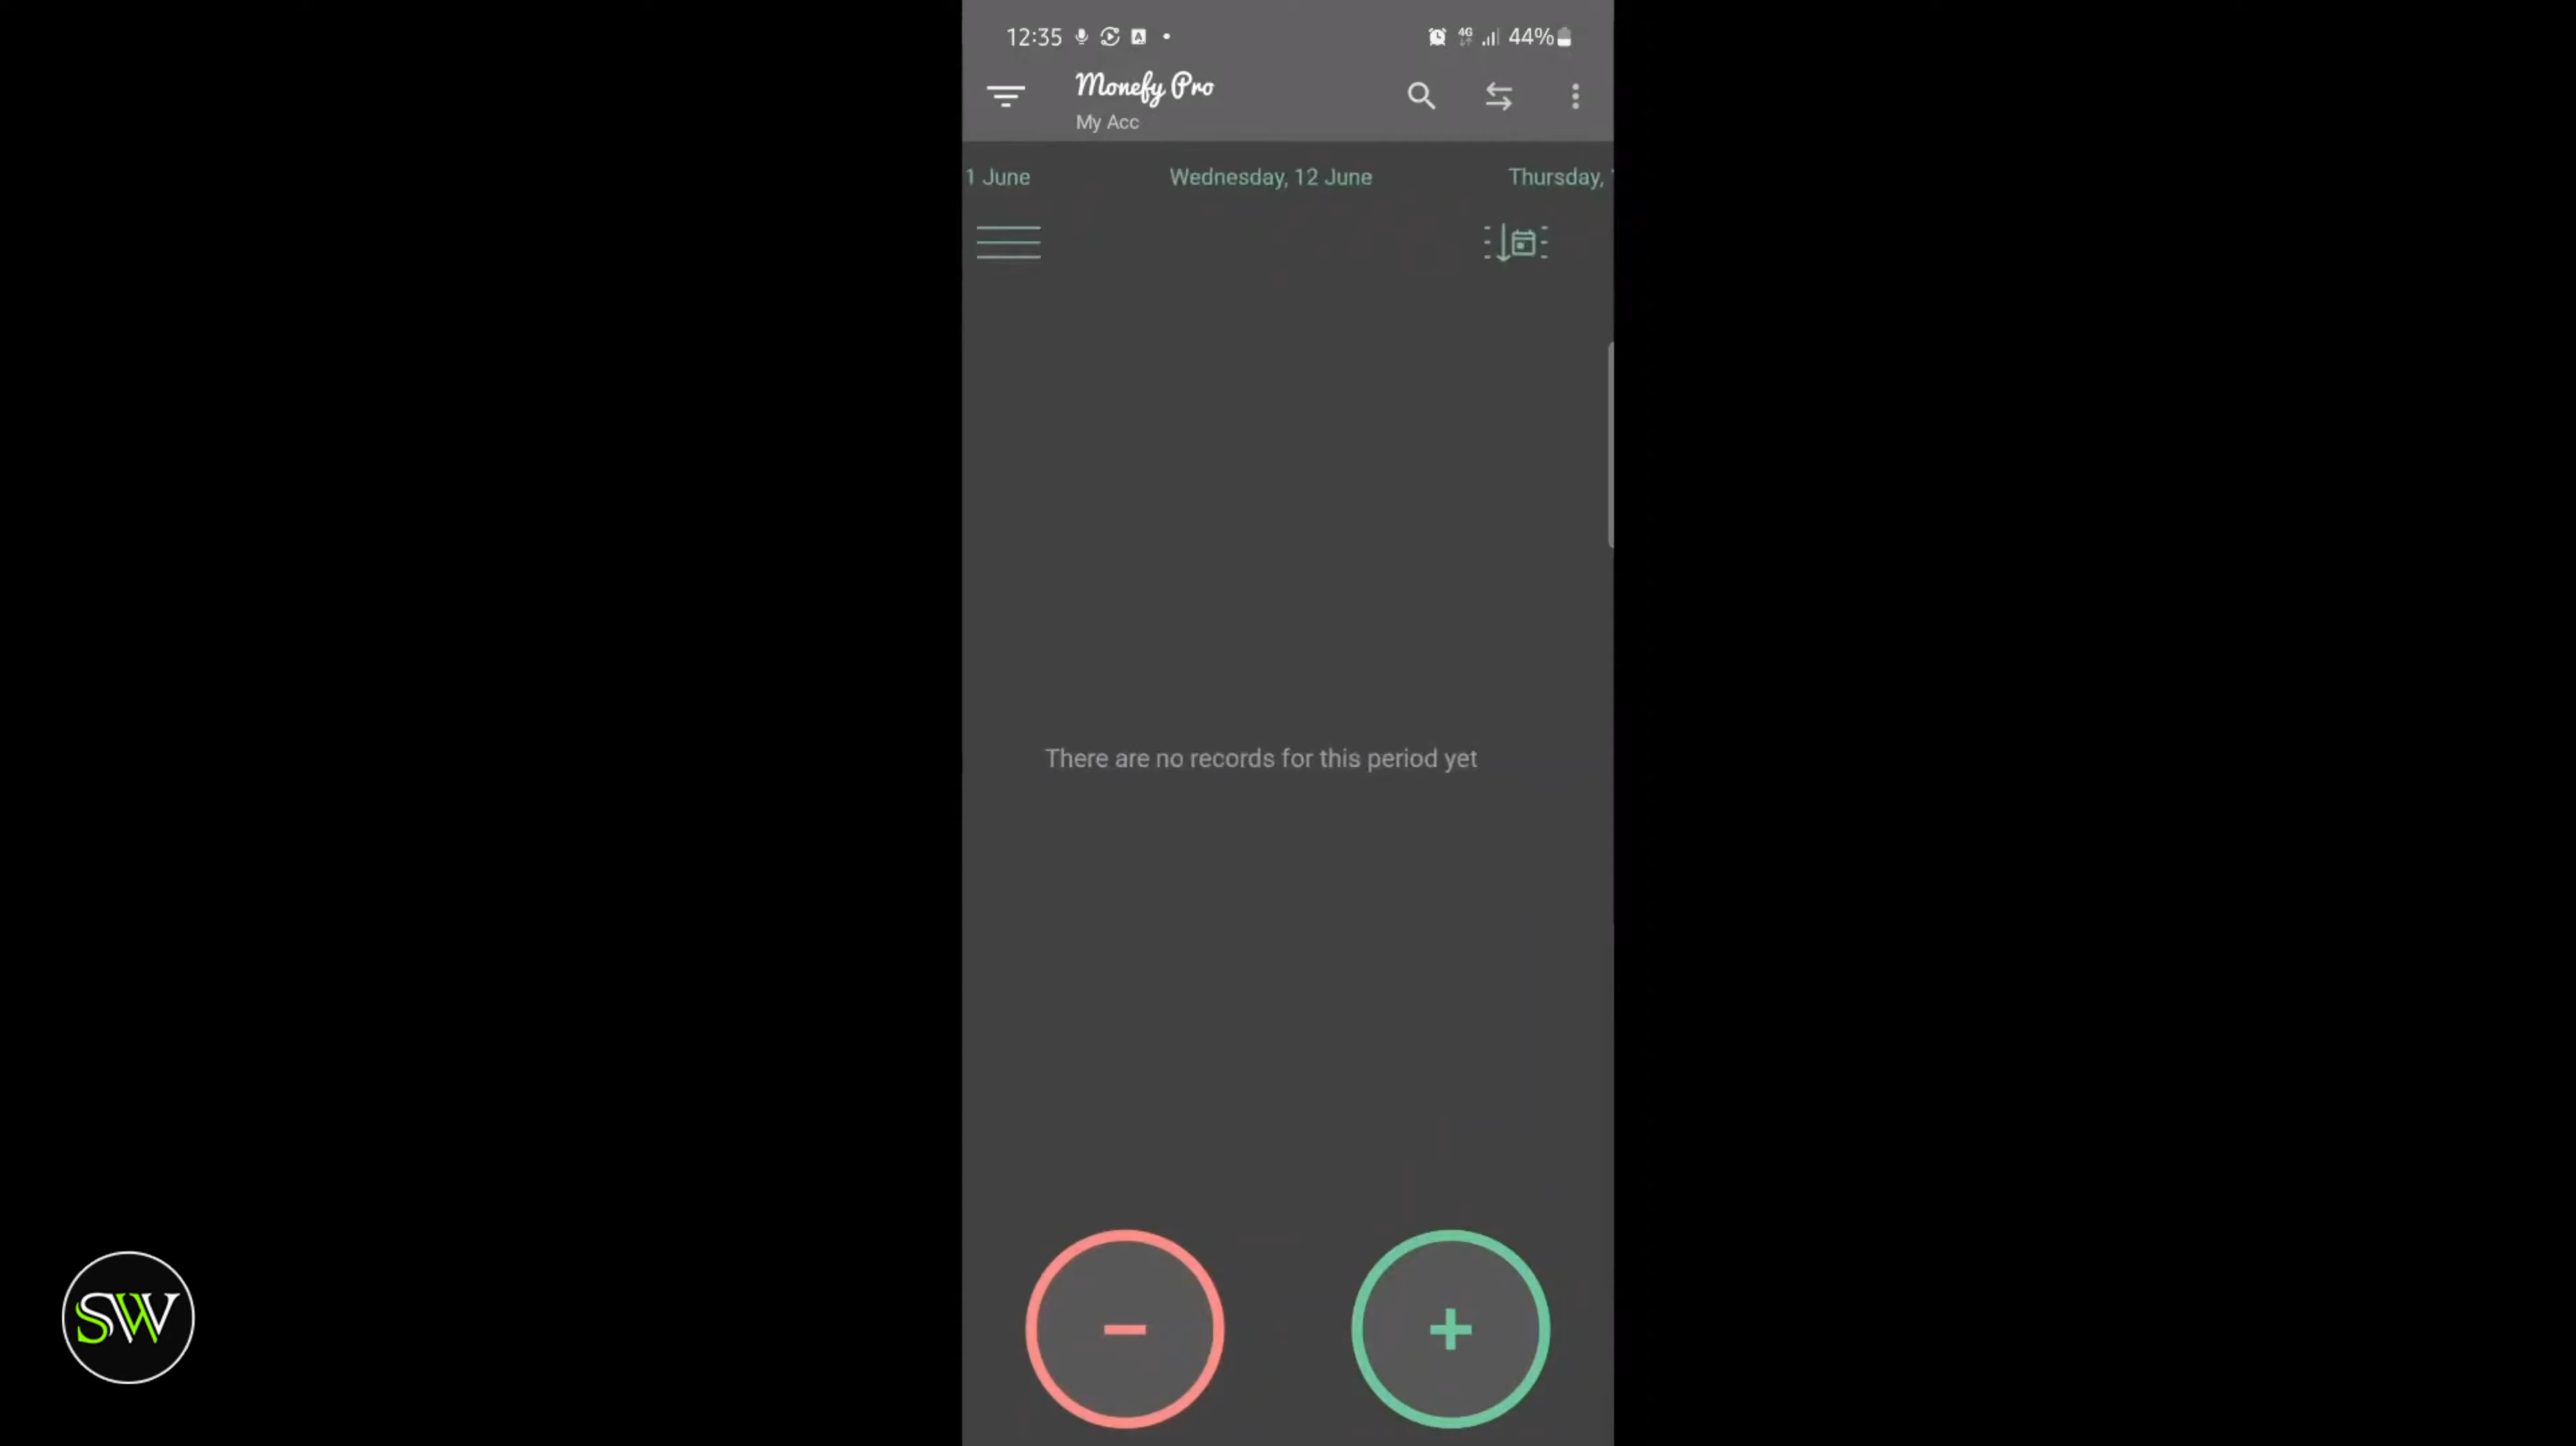 12:35 4G 44%
Monefy Pro
My Acc
1 June Wednesday, 12 June Thursday,
There are no records for this period yet
SW